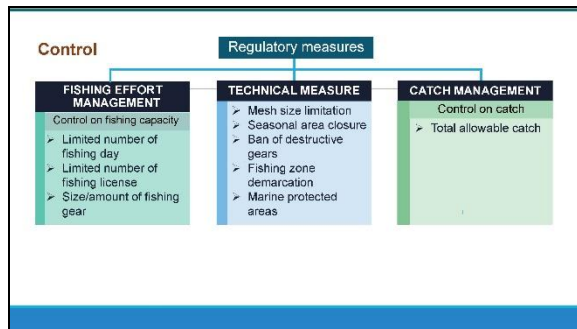 Control
Regulatory measures
FISHING EFFORT
MANAGEMENT
Control on fishing capacity
➢ Limited number of
fishing day
➢ Limited number of
fishing license
➢ Size/amount of fishing
gear
TECHNICAL MEASURE
➢ Mesh size limitation
➢ Seasonal area closure
➢ Ban of destructive
gears
➢ Fishing zone
demarcation
➢ Marine protected
areas
CATCH MANAGEMENT
Control on catch
➢ Total allowable catch